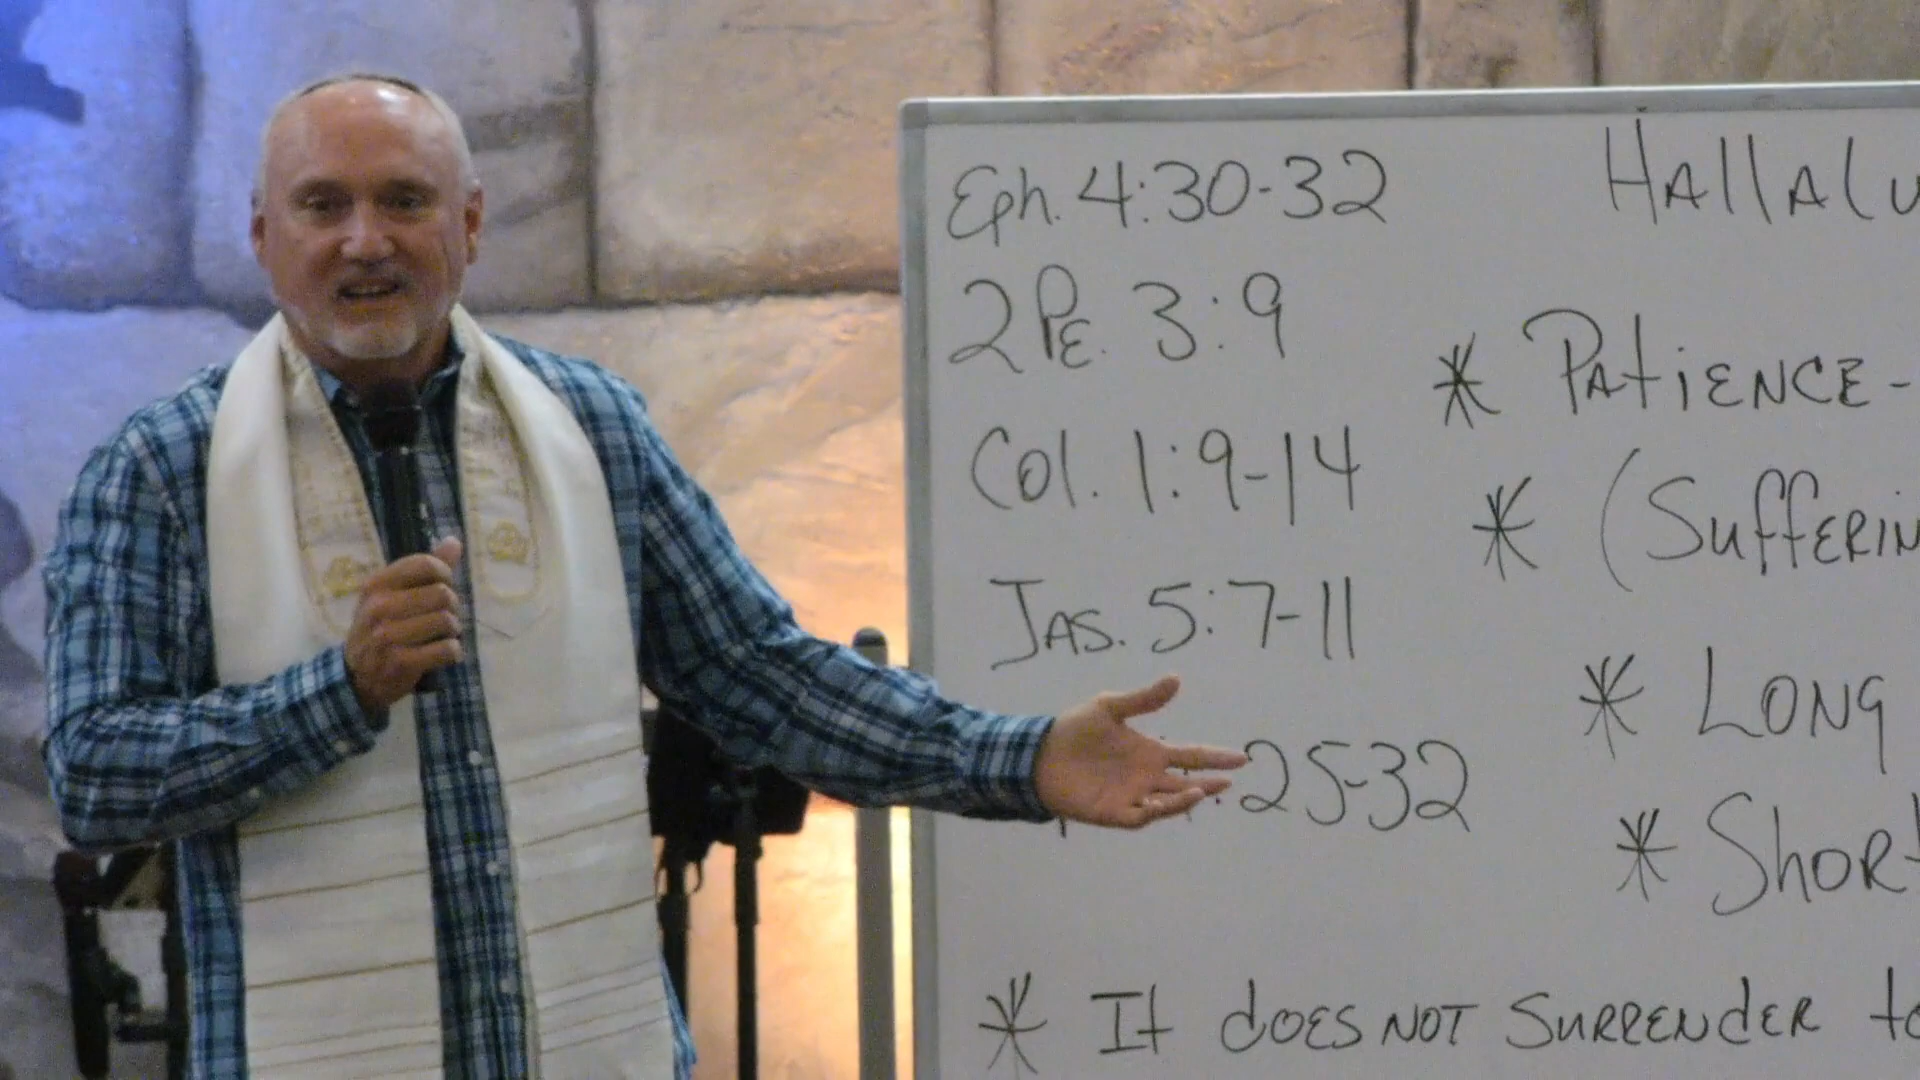 Eph. 4:30-32
2 Pe. 3:9
Col. 1:9-14
Jas. 5:7-11
25-32
HAllAlu
* PAtiENCE-
* (SuffERiN
* LONg
* ShORt
* It dOES NOT SURRENdER to